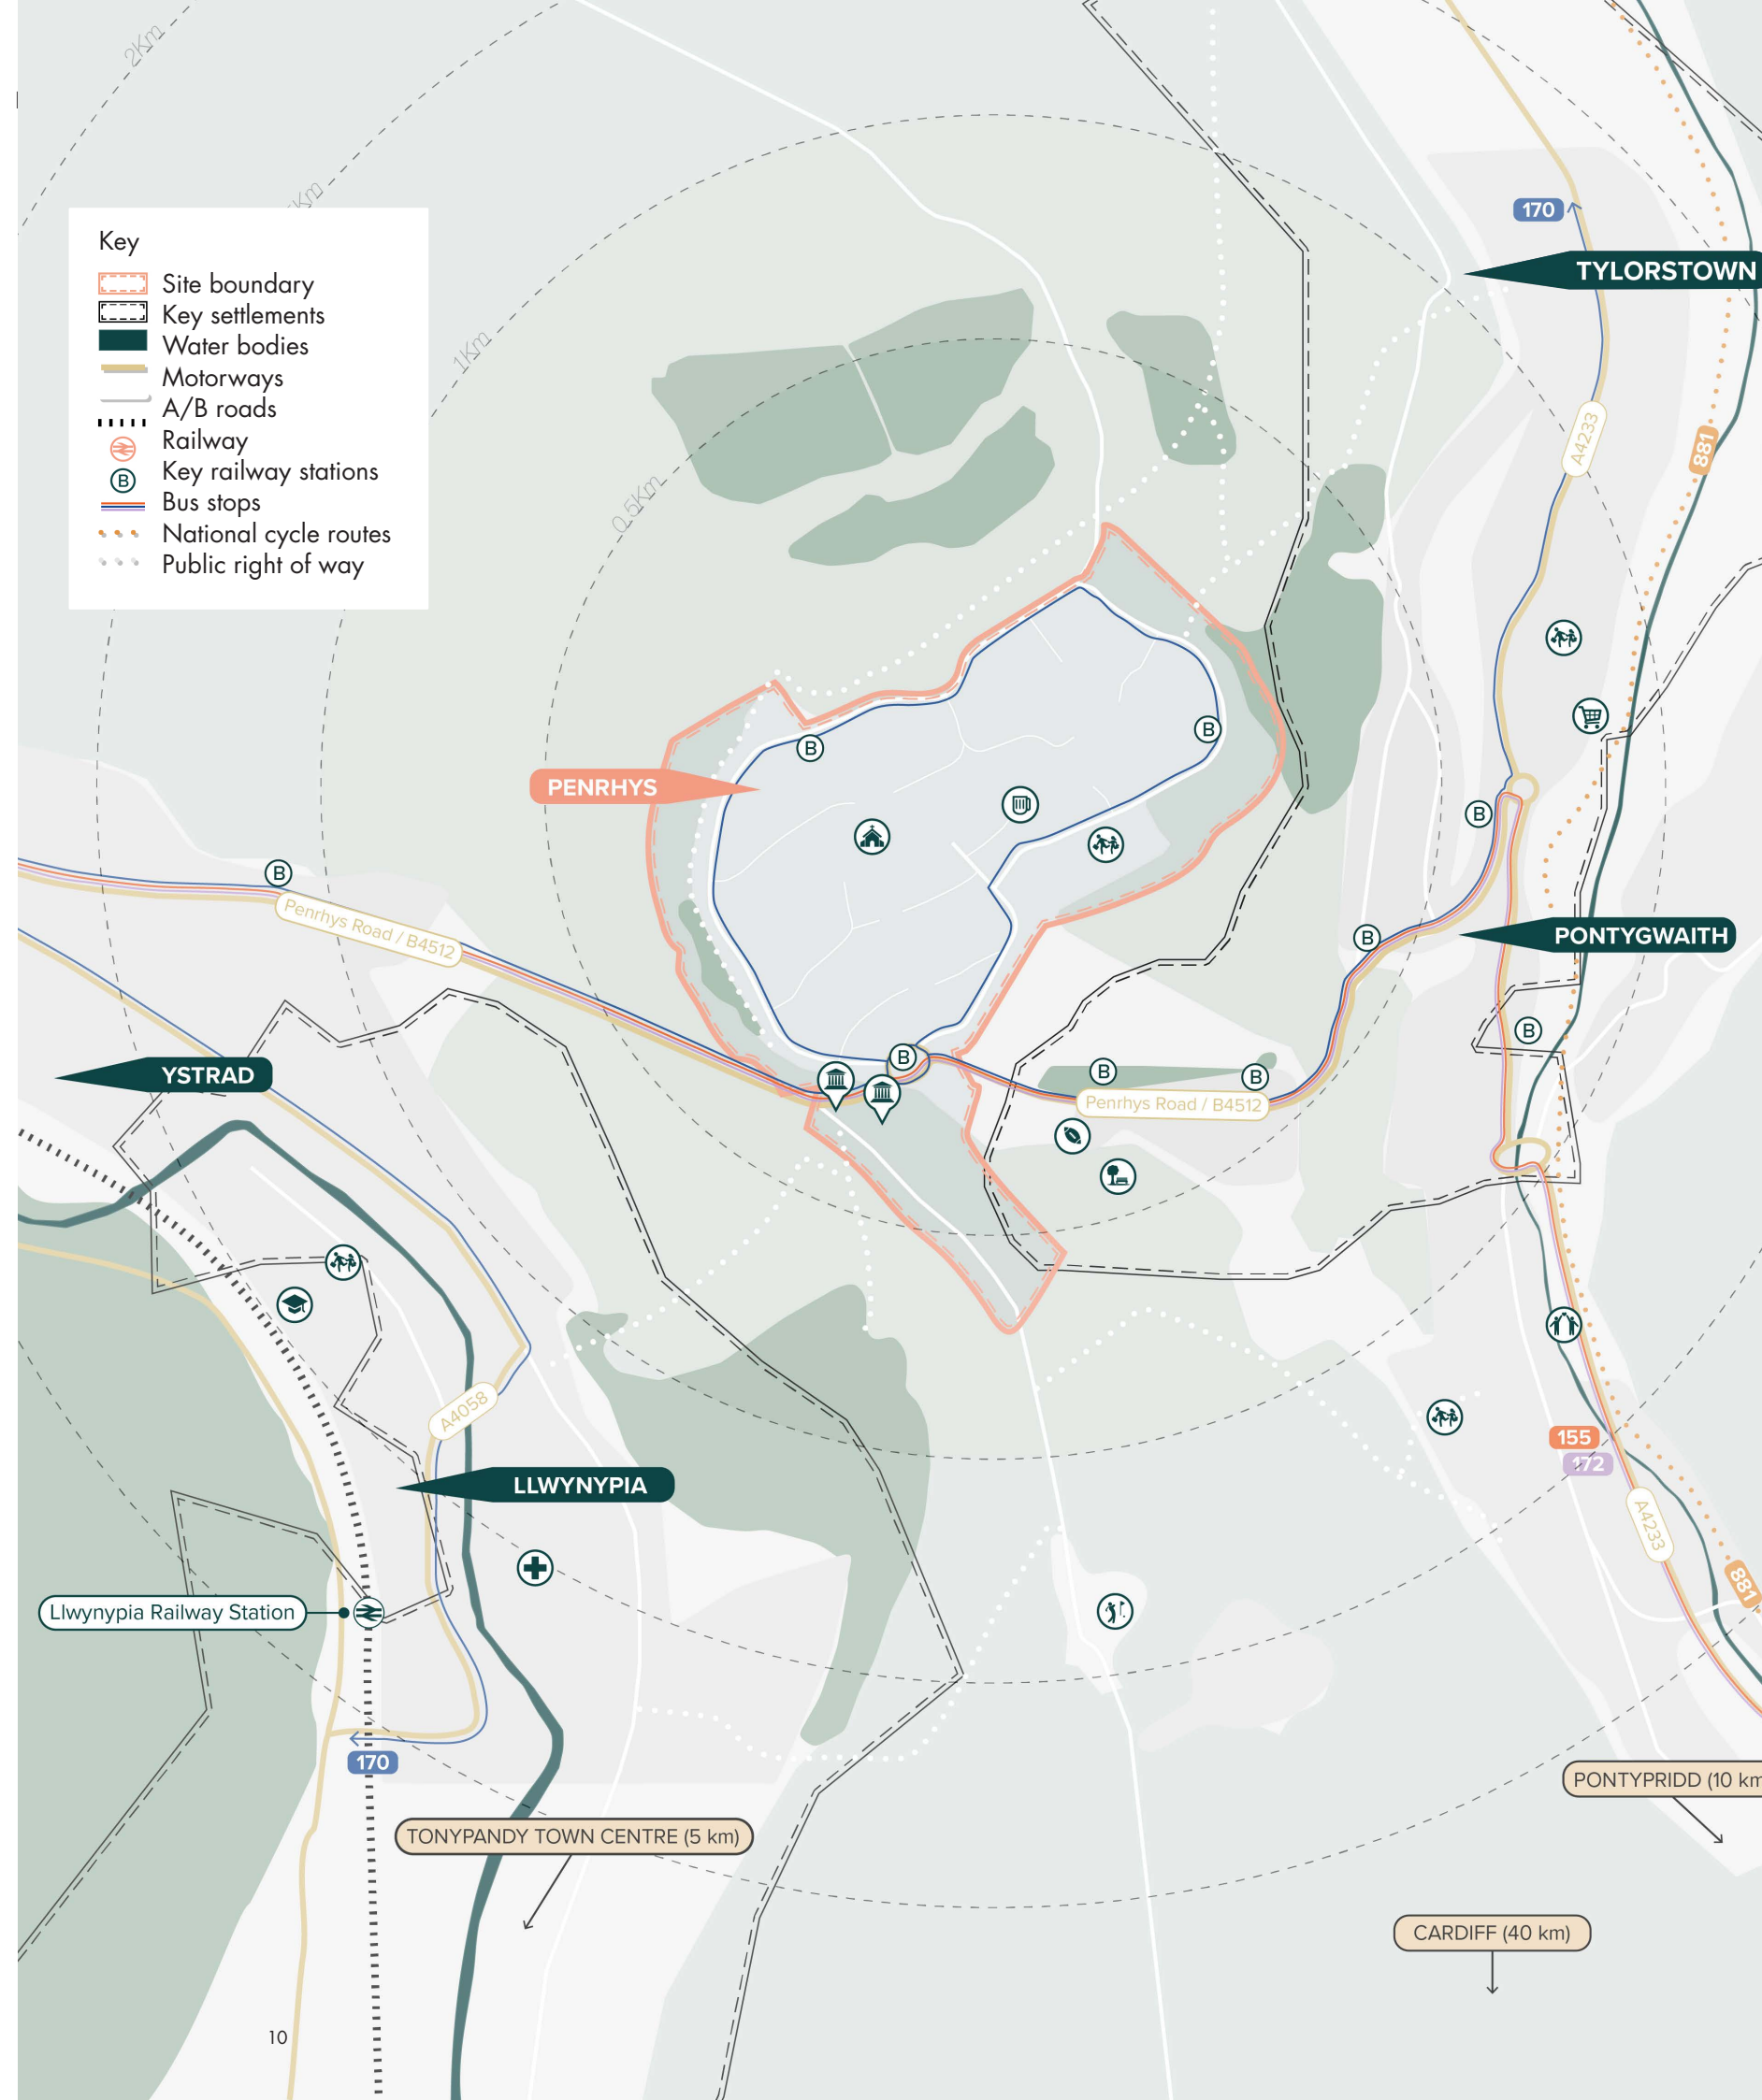 2Km
Km
1Km
0.5Km
Key
Site boundary
Key settlements
Water bodies
Motorways
A/B roads
Railway
Key railway stations
Bus stops
National cycle routes
Public right of way
170
TYLORSTOWN
A4233
881
PENRHYS
B
B
B
B
Penrhys Road / B4512
B
PONTYGWAITH
B
B
B
B
Penrhys Road / B4512
YSTRAD
A4058
155
172
LLWYNYPIA
A4233
881
Llwynypia Railway Station
170
PONTYPRIDD (10 km
TONYPANDY TOWN CENTRE (5 km)
CARDIFF (40 km)
10